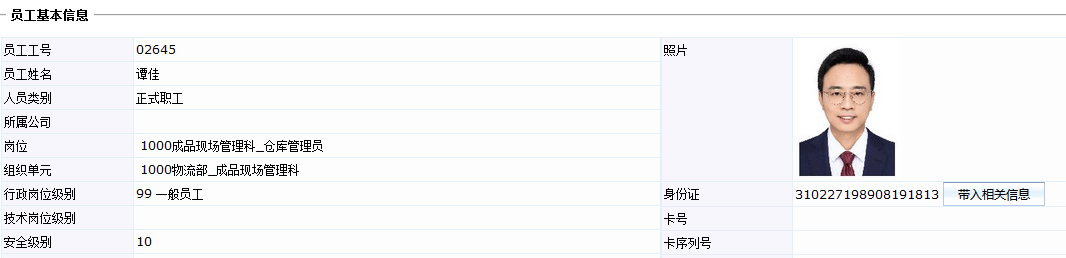 员工基本信息
员工工号 02645 照片
员工姓名 谭佳
人员类别 正式职工
所属公司
岗位 1000成品现场管理科_仓库管理员
组织单元 1000物流部_成品现场管理科
行政岗位级别 99 一般员工 身份证 310227198908191813 带入相关信息
技术岗位级别 卡号
安全级别 10 卡序列号